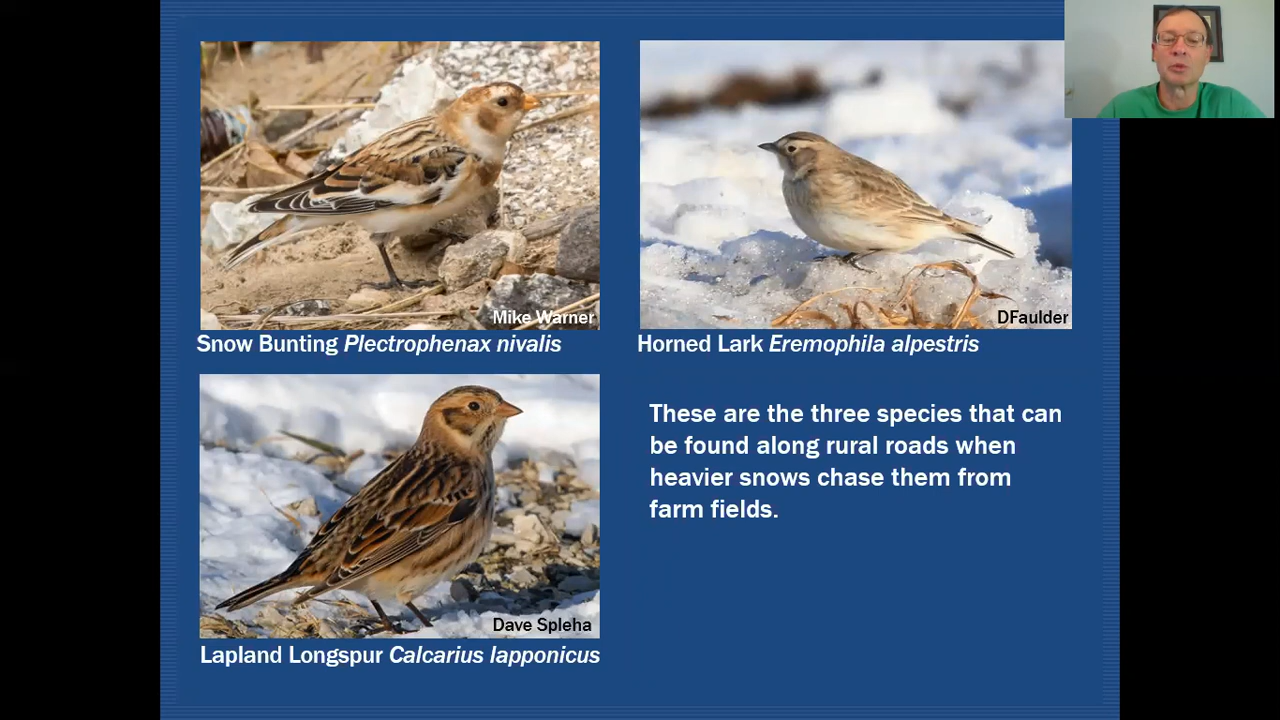 Mike Warner
DFaulder
Snow Bunting Plectrophenax nivalis
Horned Lark Eremophila alpestris
These are the three species that can
be found along rural roads when
heavier snows chase them from
farm fields.
Dave Spleha
Lapland Longspur Calcarius lapponicus